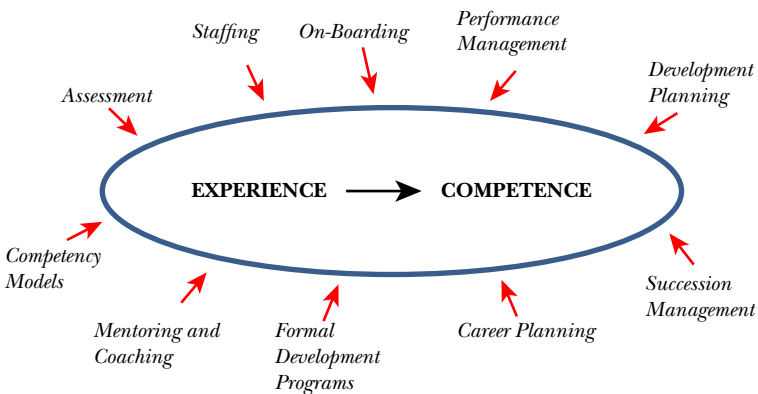 Staffing
On-Boarding
Performance
Management
Development
Planning
Assessment
EXPERIENCE
COMPETENCE
Competency
Models
Mentoring and
Coaching
Formal
Development
Programs
Career Planning
Succession
Management